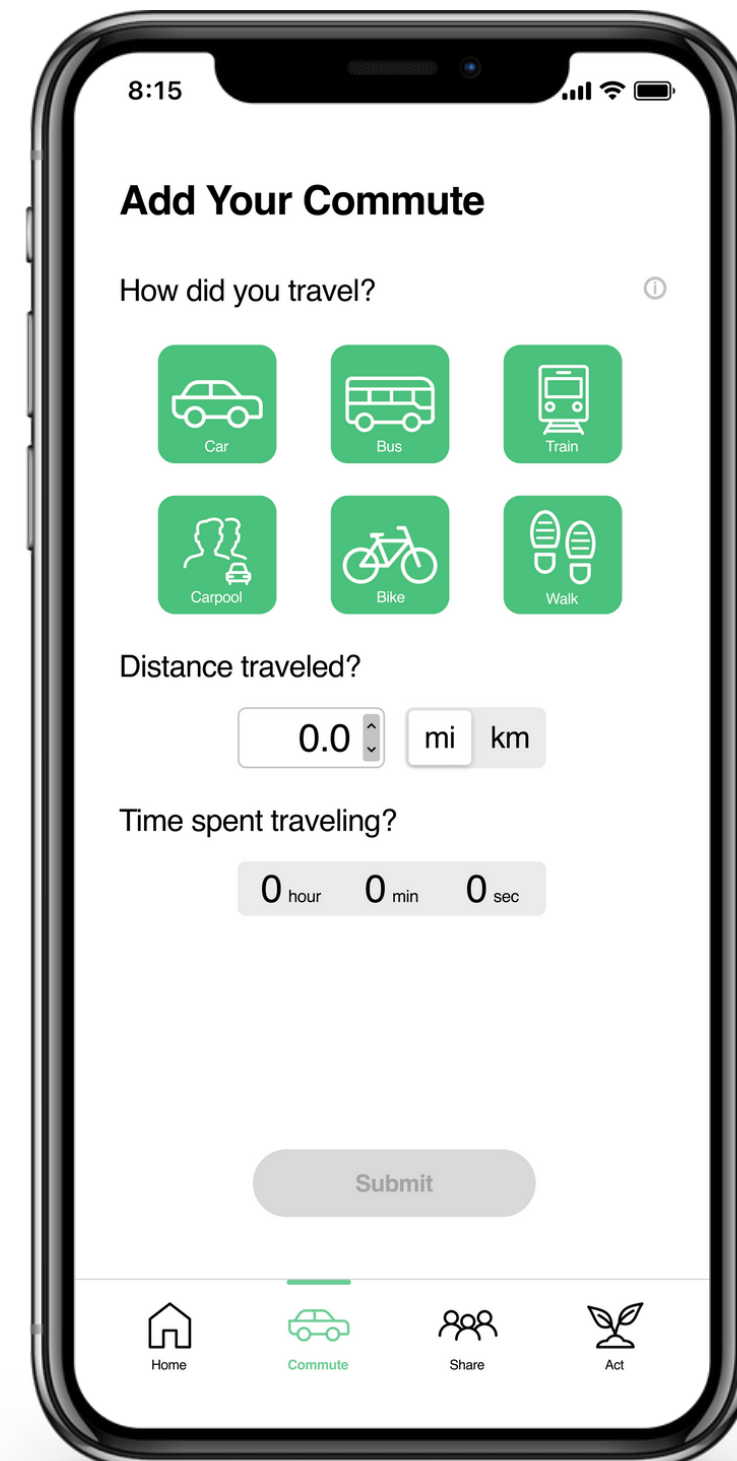 8:15
Add Your Commute
How did you travel?
Car Bus Train
Carpool Bike Walk
Distance traveled?
0.0 mi km
Time spent traveling?
0 hour 0 min 0 sec
Submit
Home Commute Share Act